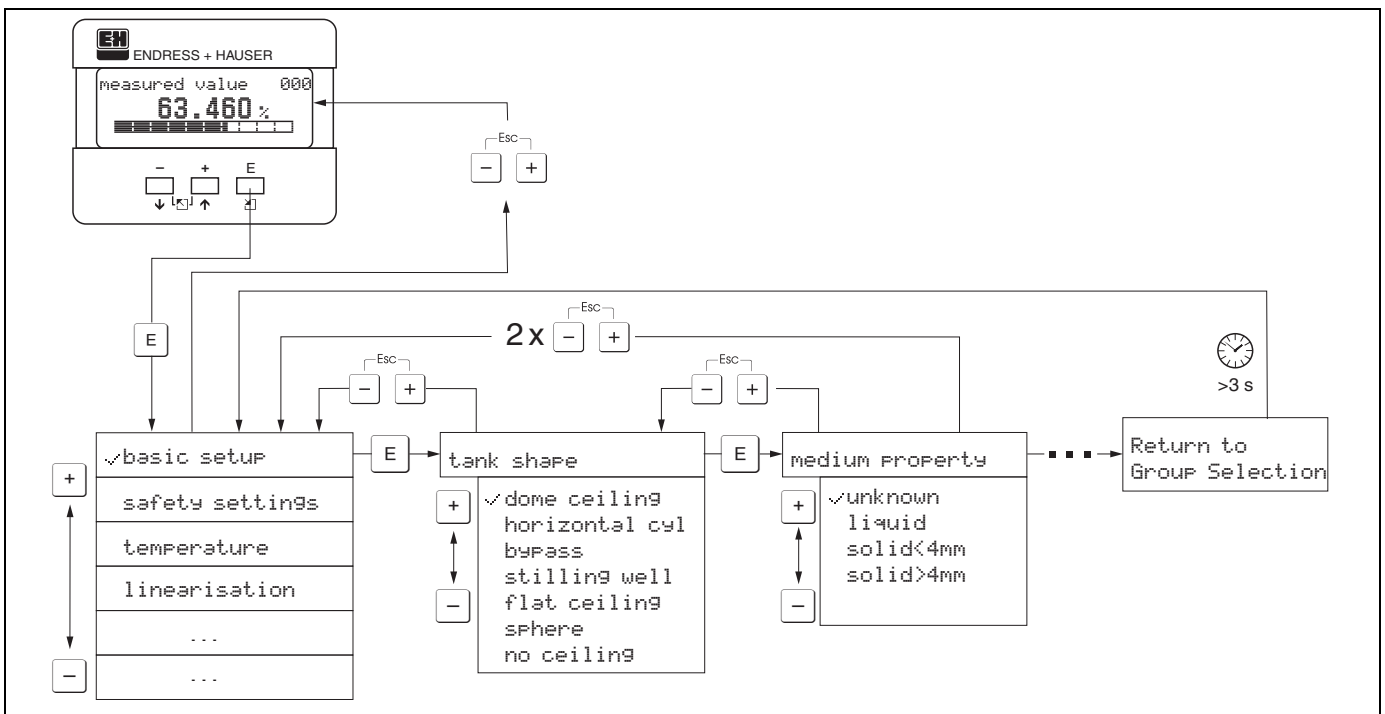 E+H
ENDRESS + HAUSER
measured value 000
63.460 %
- + E
Esc
- +
E
Esc
2 x - +
Esc
- +
Esc
- +
>3 s
basic setup
safety settings
temperature
linearisation
...
...
+
-
E
tank shape
dome ceiling
horizontal cyl
bypass
stilling well
flat ceiling
sphere
no ceiling
+
-
E
medium property
unknown
liquid
solid<4mm
solid>4mm
+
-
Return to
Group Selection